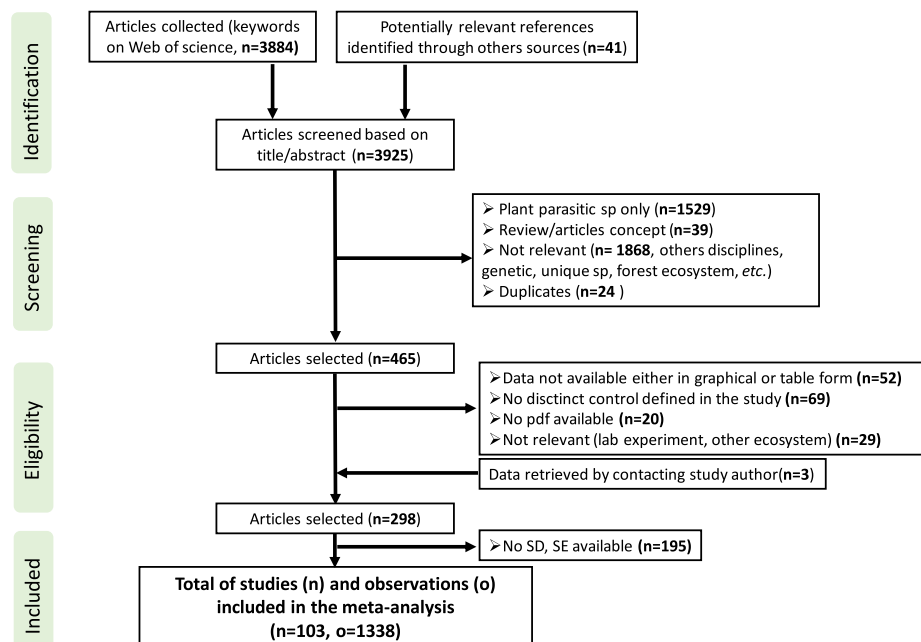 Identification
Articles collected (keywords
on Web of science, n=3884)
Potentially relevant references
identified through others sources (n=41)
Articles screened based on
title/abstract (n=3925)
Screening
➢ Plant parasitic sp only (n=1529)
➢ Review/articles concept (n=39)
➢ Not relevant (n= 1868, others disciplines,
genetic, unique sp, forest ecosystem, etc.)
➢ Duplicates (n=24 )
Articles selected (n=465)
Eligibility
➢Data not available either in graphical or table form (n=52)
➢No disctinct control defined in the study (n=69)
➢No pdf available (n=20)
➢Not relevant (lab experiment, other ecosystem) (n=29)
Data retrieved by contacting study author(n=3)
Articles selected (n=298)
Included
➢No SD, SE available (n=195)
Total of studies (n) and observations (o)
included in the meta-analysis
(n=103, o=1338)